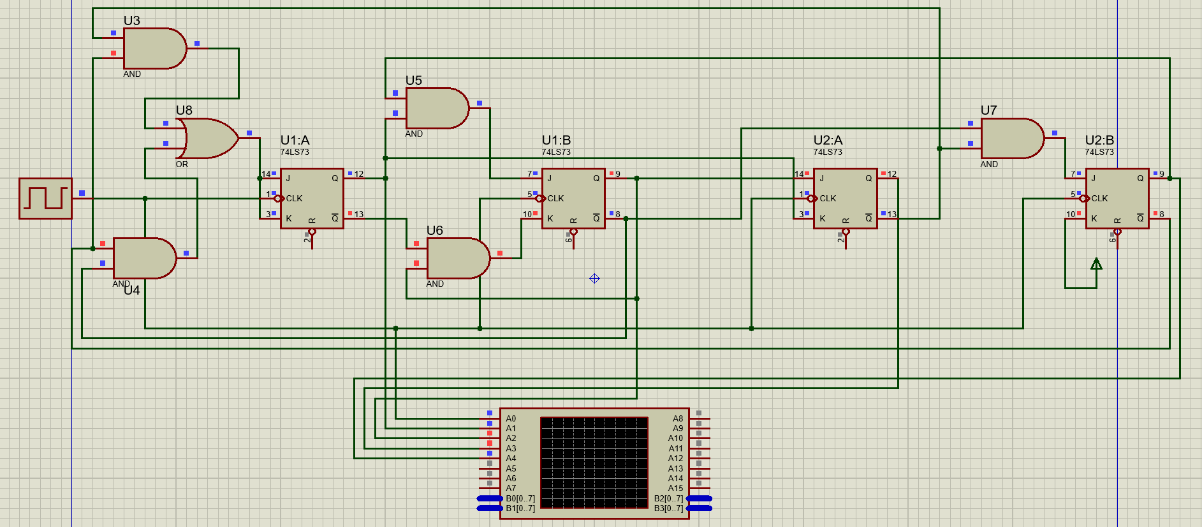 U3
AND
U8
OR
U5
AND
U7
AND
U1:A
74LS73
14 J Q 12
1 CLK
3 K Q 13
R
2
U1:B
74LS73
7 J Q 9
5 CLK
10 K Q 8
R
6
U2:A
74LS73
14 J Q 12
1 CLK
3 K Q 13
R
2
U2:B
74LS73
7 J Q 9
5 CLK
10 K Q 8
R
6
AND
U4
U6
AND
A0 A8
A1 A9
A2 A10
A3 A11
A4 A12
A5 A13
A6 A14
A7 A15
B0[0..7] B2[0..7]
B1[0..7] B3[0..7]